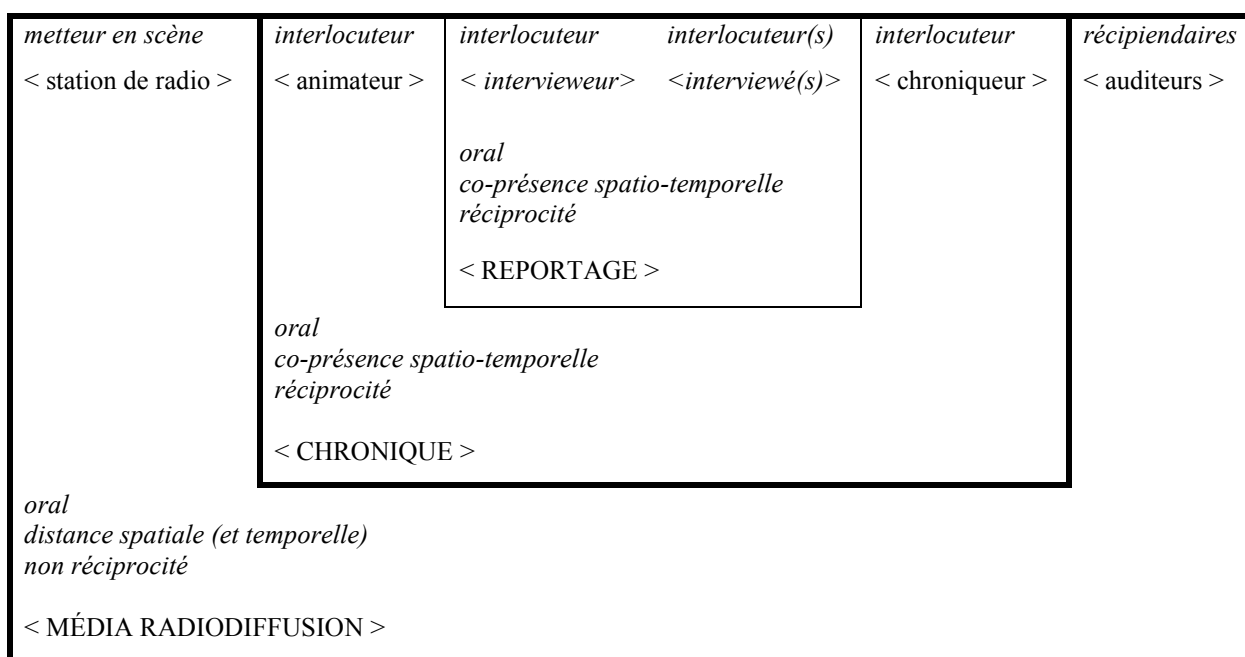 metteur en scène interlocuteur interlocuteur interlocuteur(s) interlocuteur récipiendaires
< station de radio > < animateur > < intervieweur> <interviewé(s)> < chroniqueur > < auditeurs >
oral
co-présence spatio-temporelle
réciprocité
< REPORTAGE >
oral
co-présence spatio-temporelle
réciprocité
< CHRONIQUE >
oral
distance spatiale (et temporelle)
non réciprocité
< MÉDIA RADIODIFFUSION >